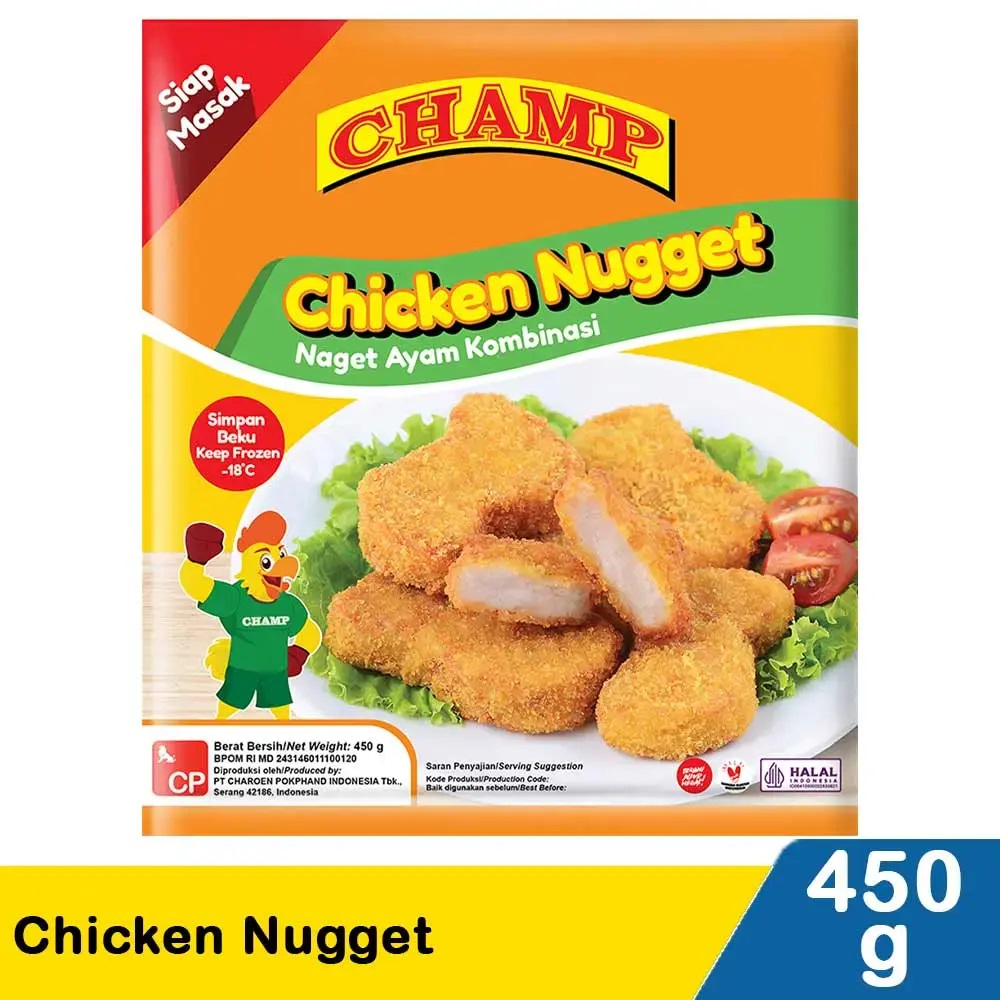 Siap
Masak
CHAMP
Chicken Nugget
Naget Ayam Kombinasi
Simpan
Beku
Keep Frozen
-18°C
CHAMP
CP
Berat Bersih/Net Weight: 450 g
BPOM RI MD 243146011100120
Diproduksi oleh/Produced by:
PT CHAROEN POKPHAND INDONESIA Tbk.,
Serang 42186, Indonesia
Saran Penyajian/Serving Suggestion
Kode Produksi/Production Code:
Baik digunakan sebelum/Best Before:
HALAL
INDONESIA
Chicken Nugget
450
g